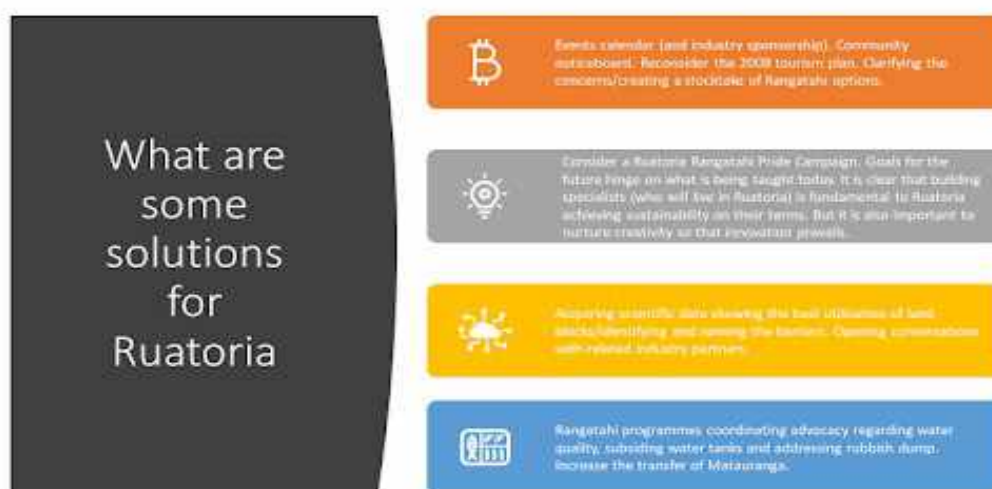 What are
some
solutions
for
Ruatoria
Events calendar (and industry sponsorship). Community
noticeboard. Reconsider the 2009 tourism plan. Clarifying the
concerns/creating a stocktake of Rangatahi options.
Consider a Ruatoria Rangatahi Pride Campaign. Goals for the
future hinge on what is being taught today. It is clear that building
specialists (who will live in Ruatoria) is fundamental to Ruatoria
achieving sustainability on their terms. But it is also important to
nurture creativity so that innovation prevails.
Acquiring scientific data showing the best utilisation of land
blocks/identifying and naming the barriers. Opening conversations
with related industry partners.
Rangatahi programmes coordinating advocacy regarding water
quality, subsiding water tanks and addressing rubbish dump.
Increase the transfer of Matauranga.